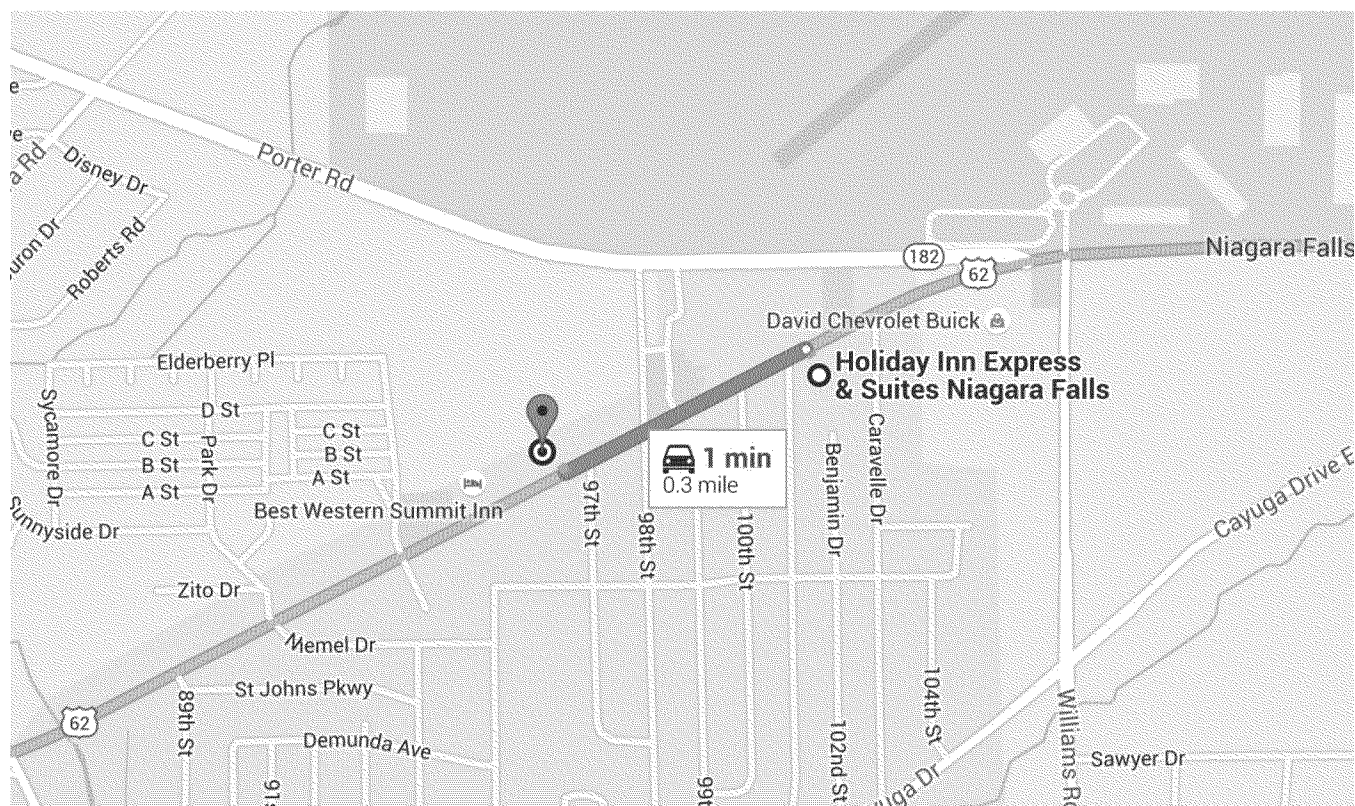 Porter Rd
Disney Dr
Roberts Rd
182
62
Niagara Falls
David Chevrolet Buick
Holiday Inn Express
& Suites Niagara Falls
Elderberry Pl
Sycamore Dr
D St
C St
C St
Park Dr
B St
B St
A St
A St
1 min
0.3 mile
Caravelle Dr
Benjamin Dr
Best Western Summit Inn
97th St
98th St
100th St
Sunnyside Dr
Cayuga Drive E
Zito Dr
Memel Dr
St Johns Pkwy
89th St
62
Demunda Ave
104th St
102nd St
Williams Rd
Sawyer Dr